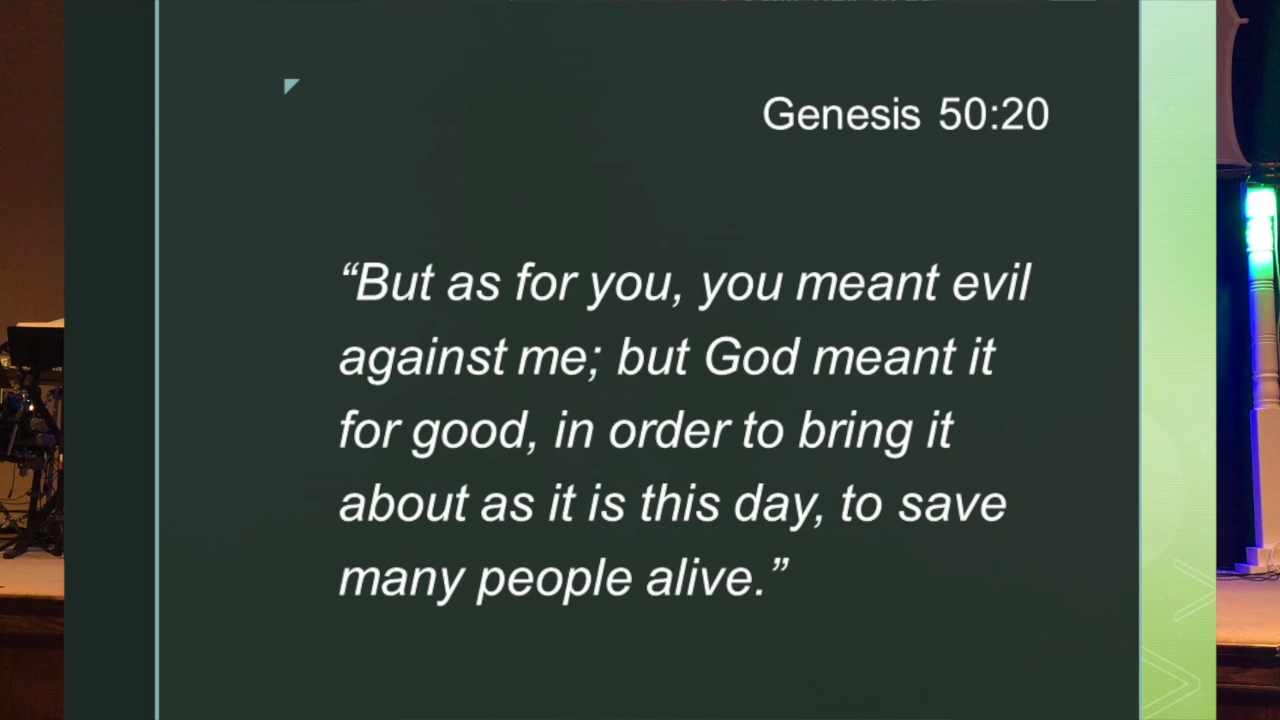 Genesis 50:20
“But as for you, you meant evil
against me; but God meant it
for good, in order to bring it
about as it is this day, to save
many people alive.”